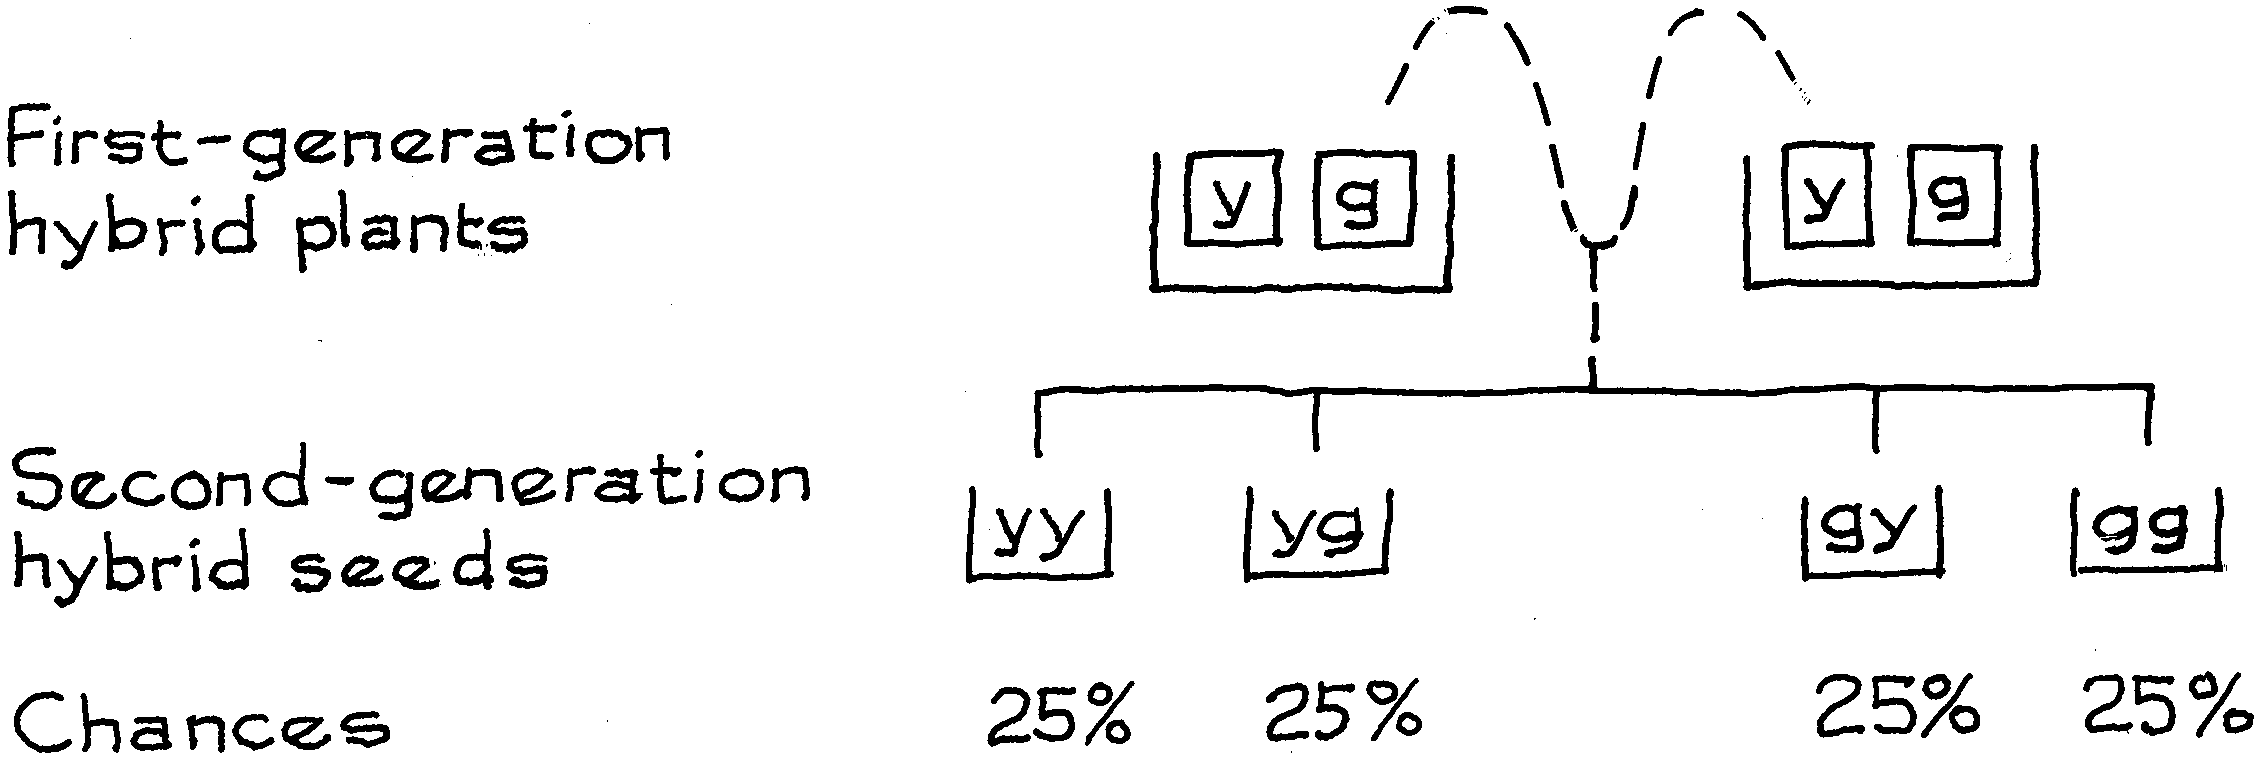 First-generation
hybrid plants
y g
y g
Second-generation
hybrid seeds
yy yg gy gg
Chances 25% 25% 25% 25%